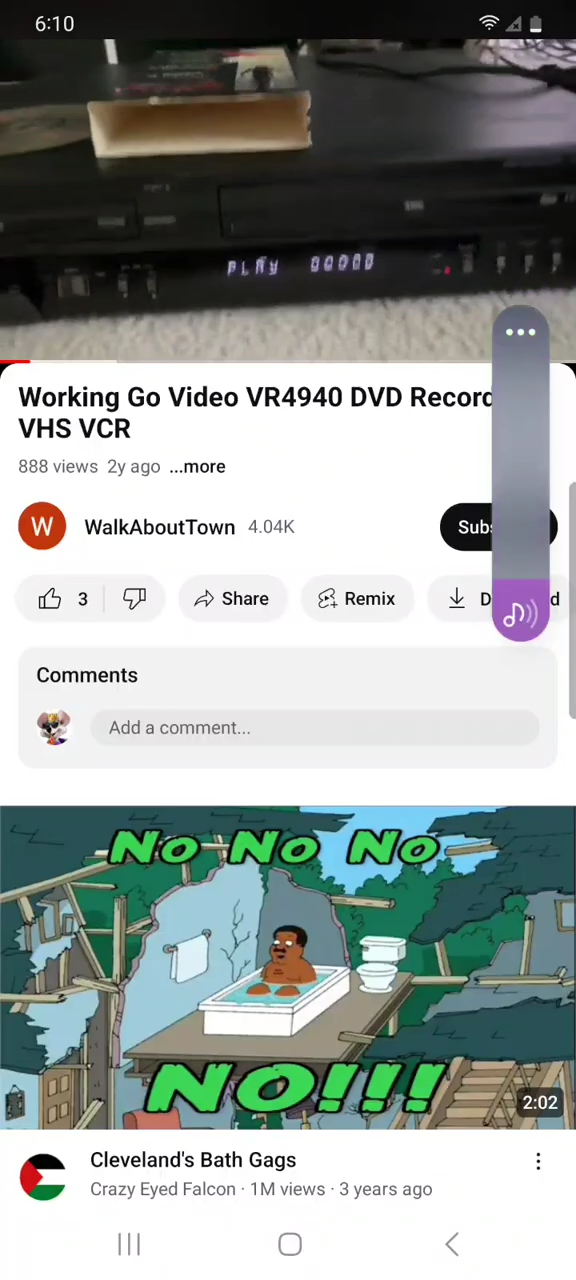 6:10
PLAY 00000
Working Go Video VR4940 DVD Record
VHS VCR
888 views 2y ago ...more
W WalkAboutTown 4.04K Sub
3 Share Remix D d
Comments
Add a comment...
No No No
No!!!
2:02
Cleveland's Bath Gags
Crazy Eyed Falcon · 1M views · 3 years ago